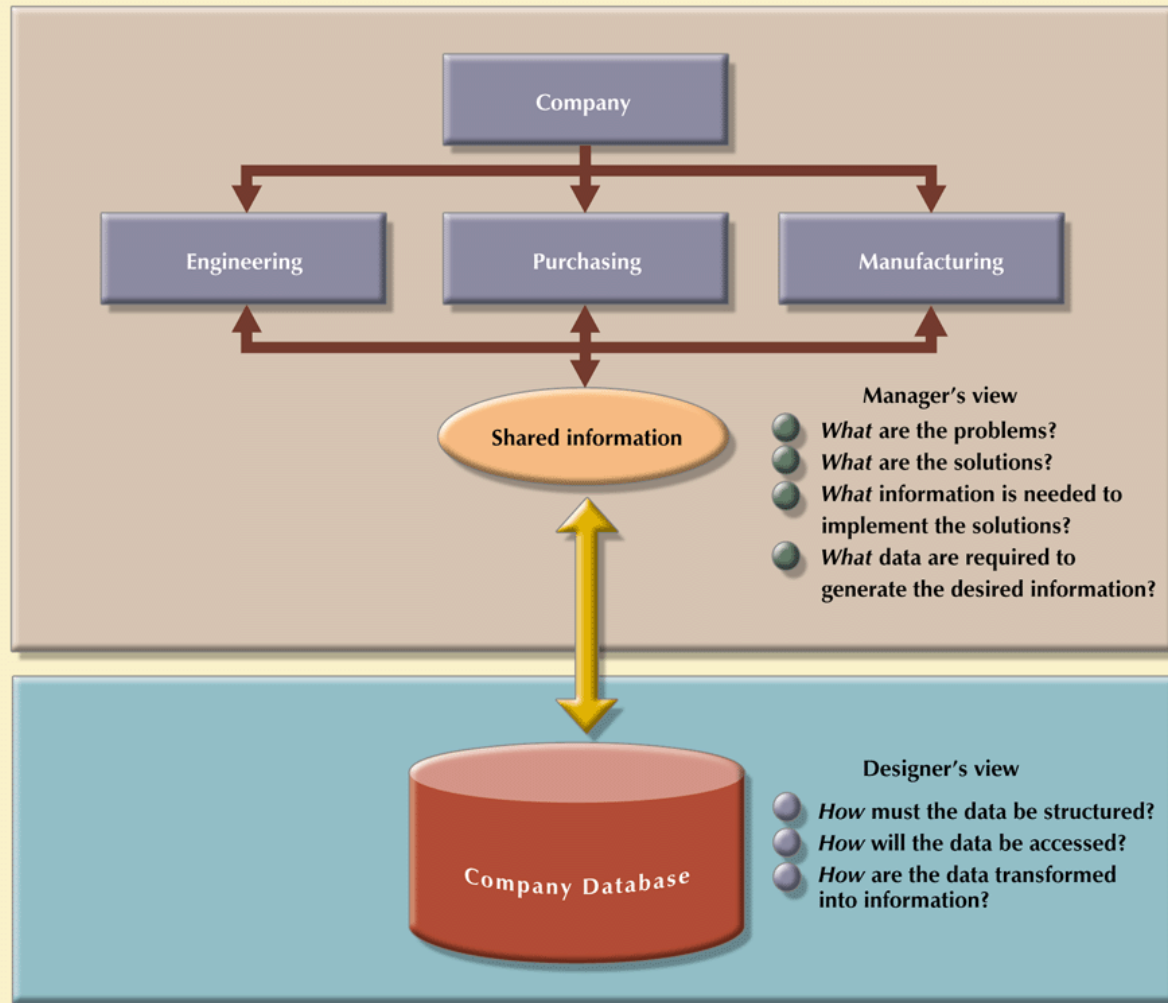 Company
Engineering
Purchasing
Manufacturing
Shared information
Manager’s view
What are the problems?
What are the solutions?
What information is needed to
implement the solutions?
What data are required to
generate the desired information?
Company Database
Designer’s view
How must the data be structured?
How will the data be accessed?
How are the data transformed
into information?